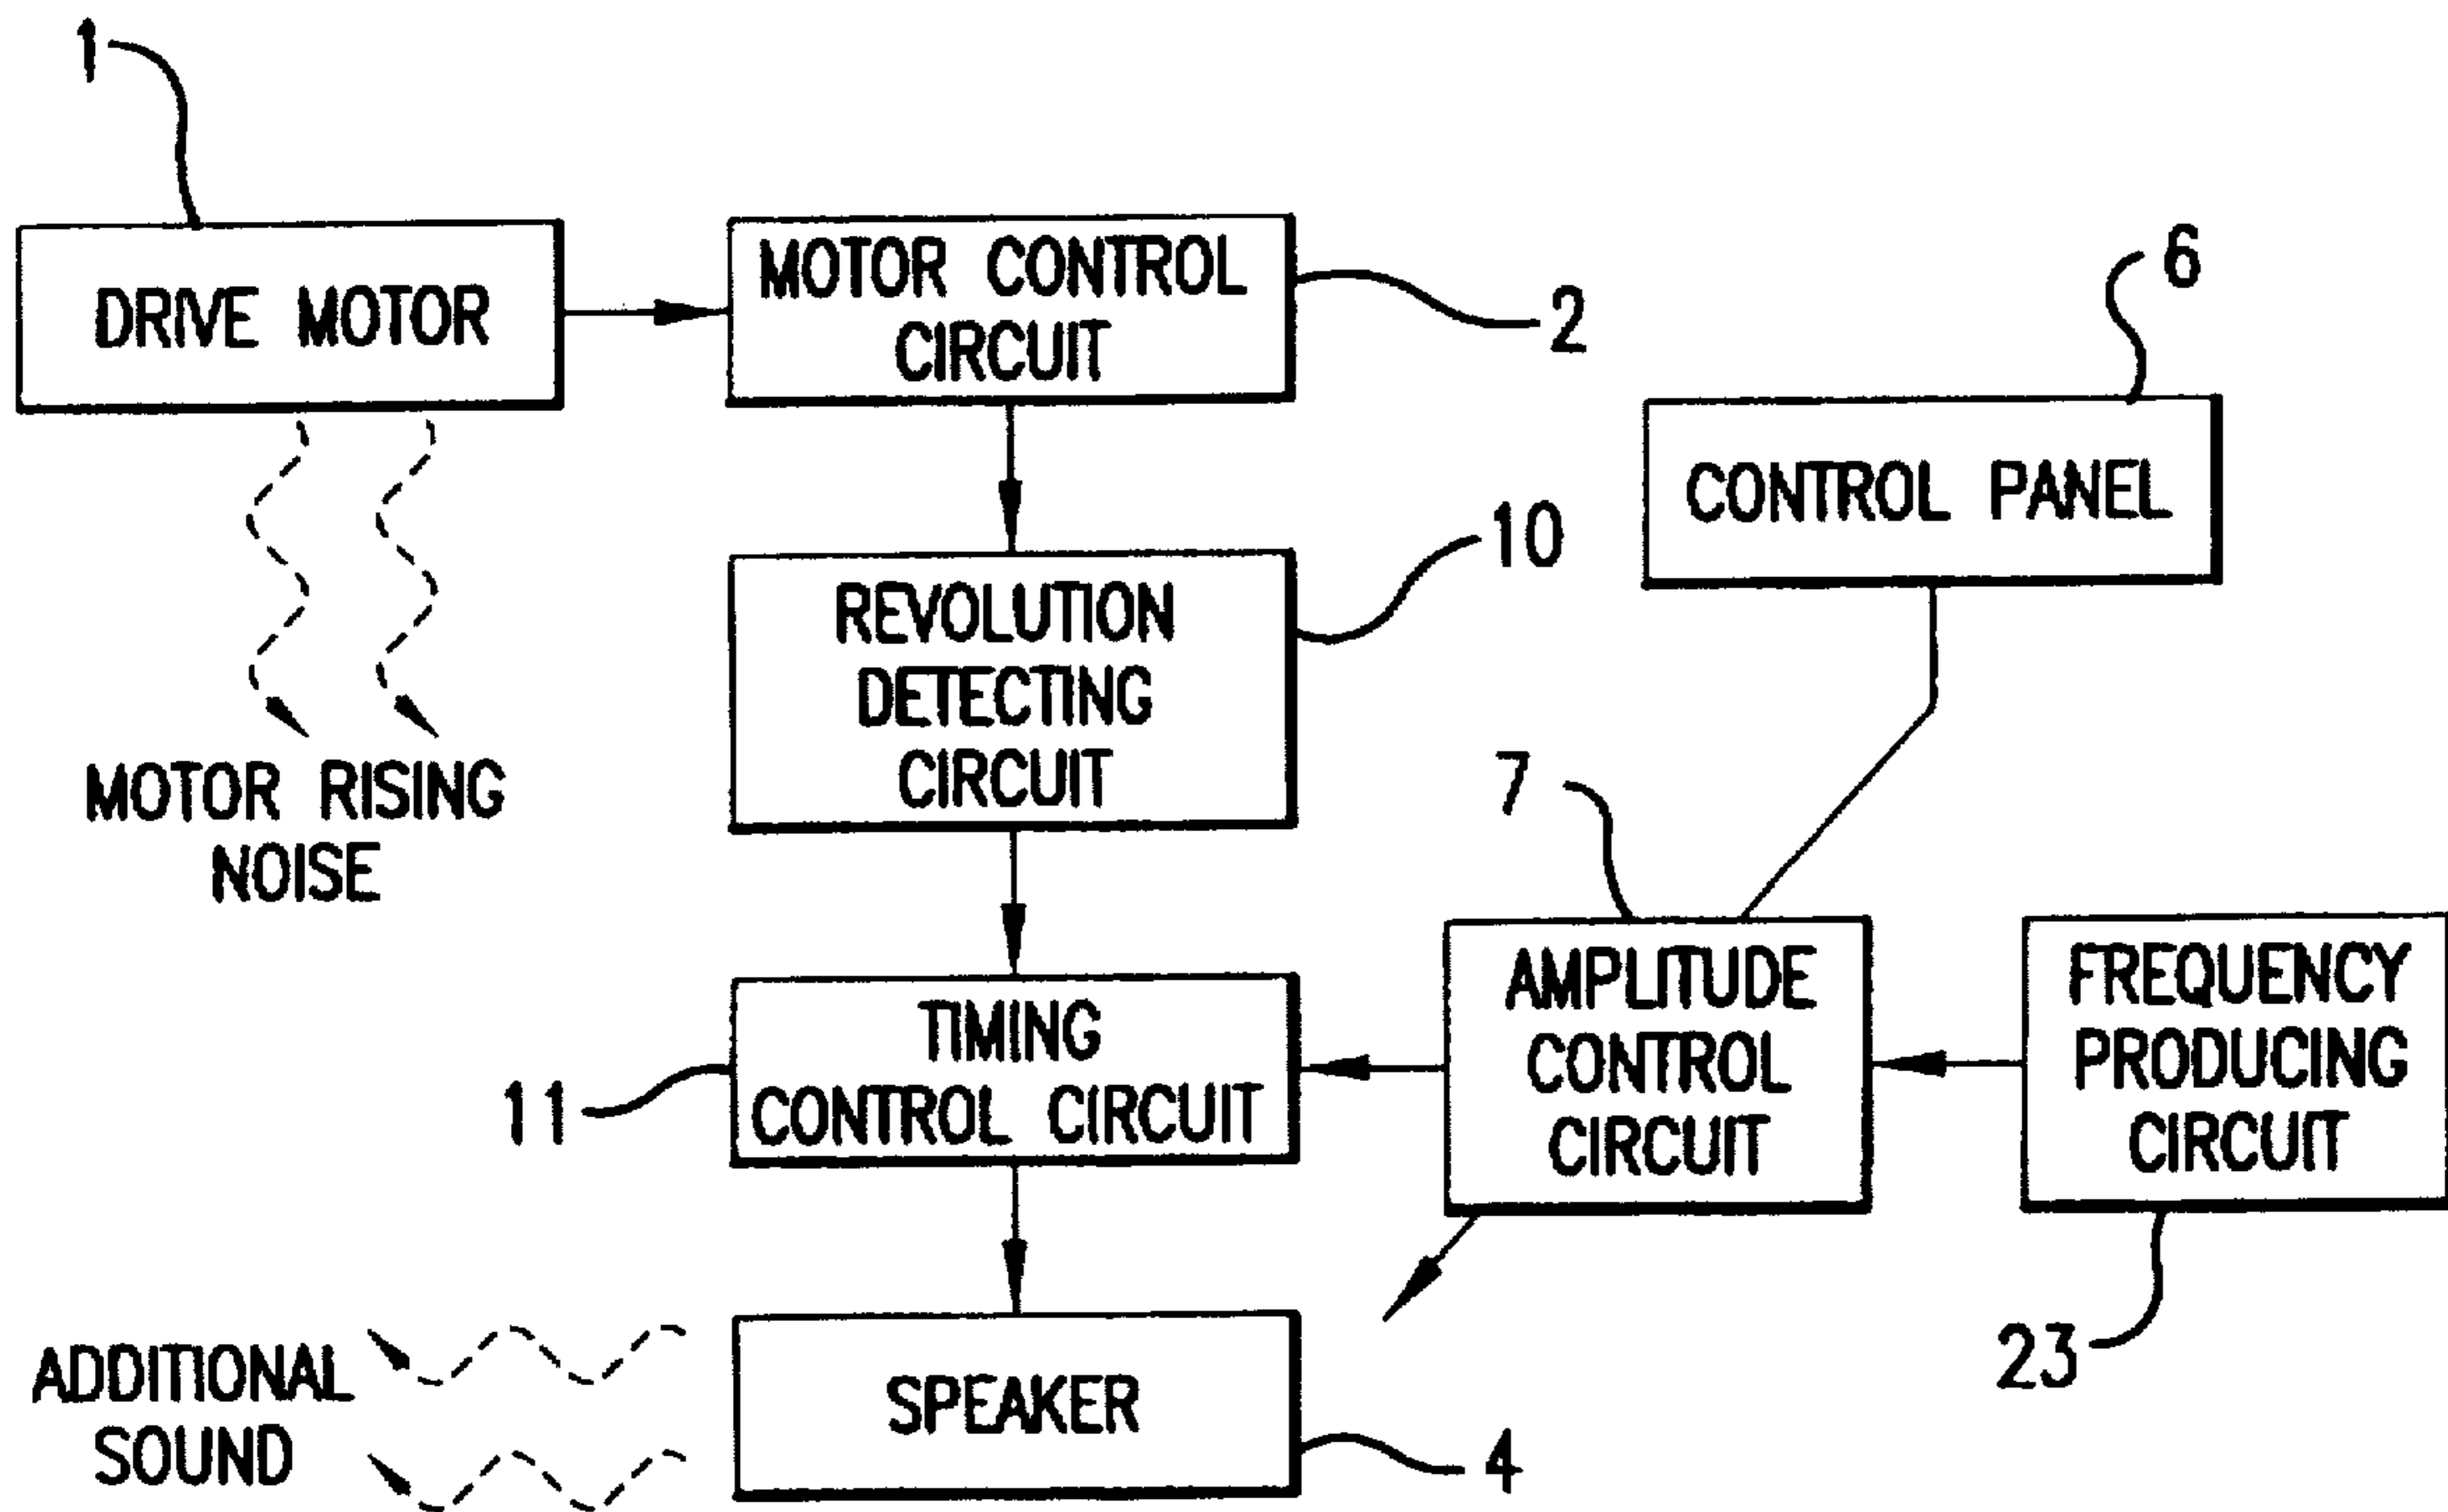 1
DRIVE MOTOR
MOTOR CONTROL
CIRCUIT
2
6
CONTROL PANEL
MOTOR RISING
NOISE
REVOLUTION
DETECTING
CIRCUIT
10
7
TIMING
CONTROL CIRCUIT
11
AMPLITUDE
CONTROL
CIRCUIT
FREQUENCY
PRODUCING
CIRCUIT
23
ADDITIONAL
SOUND
SPEAKER
4